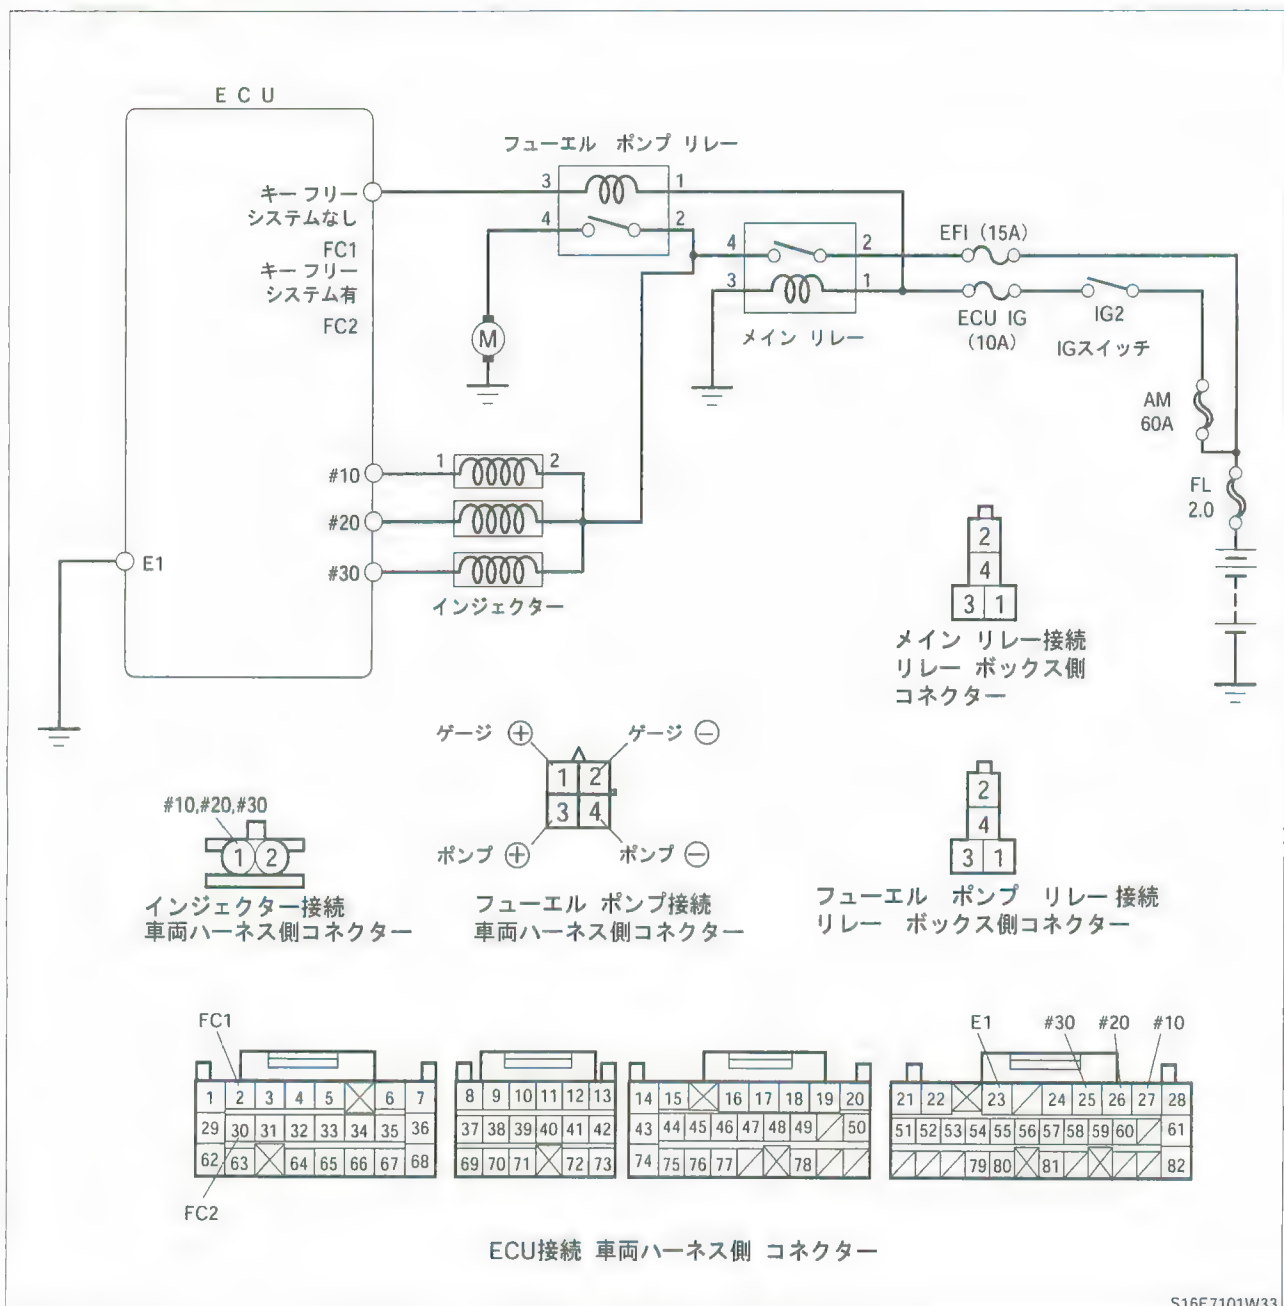 E C U
フューエル ポンプ リレー
キー フリー
システムなし
FC1
キー フリー
システム有
FC2
3
1
4
2
M
4
2
3
1
メイン リレー
EFI (15A)
ECU IG
(10A)
IG2
IGスイッチ
AM
60A
FL
2.0
#10
#20
#30
1
2
インジェクター
E1
2
4
3 1
メイン リレー接続
リレー ボックス側
コネクター
ゲージ ⊕
ゲージ ⊖
1 2
3 4
ポンプ ⊕
ポンプ ⊖
フューエル ポンプ接続
車両ハーネス側コネクター
#10,#20,#30
1 2
インジェクター接続
車両ハーネス側コネクター
2
4
3 1
フューエル ポンプ リレー接続
リレー ボックス側コネクター
FC1
E1 #30 #20 #10
1 2 3 4 5 6 7
29 30 31 32 33 34 35 36
62 63 64 65 66 67 68
8 9 10 11 12 13
37 38 39 40 41 42
69 70 71 72 73
14 15 16 17 18 19 20
43 44 45 46 47 48 49 50
74 75 76 77 78
21 22 23 24 25 26 27 28
51 52 53 54 55 56 57 58 59 60 61
79 80 81 82
FC2
ECU接続 車両ハーネス側 コネクター
S16E7101W33